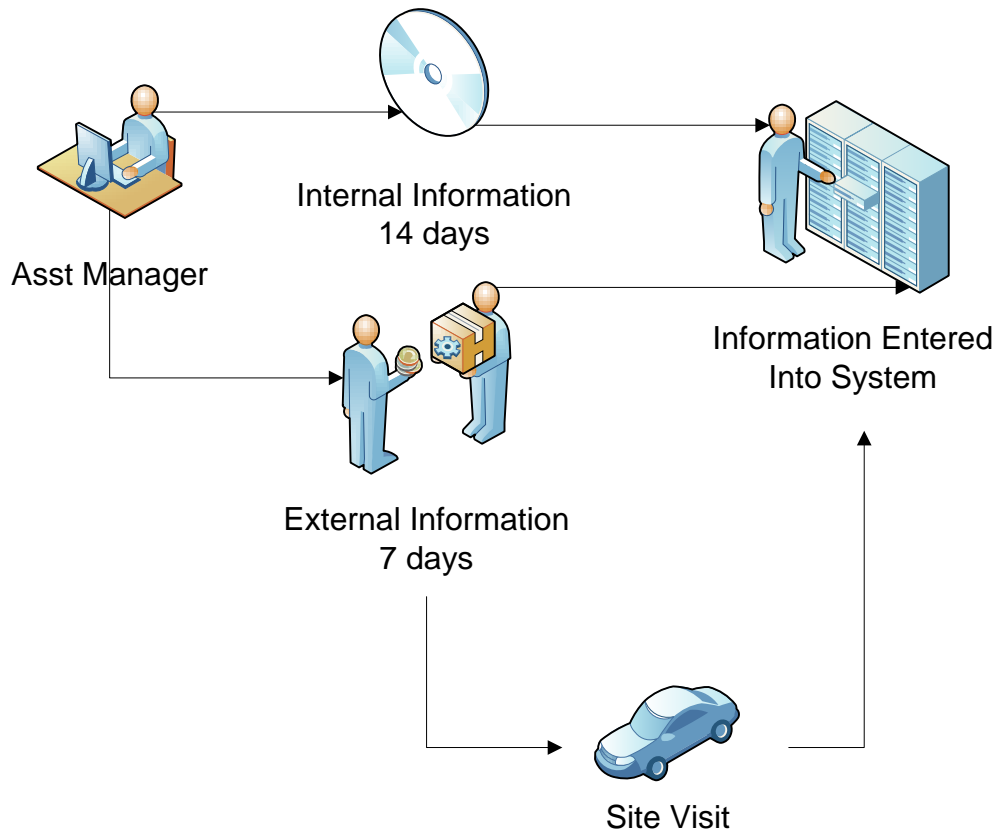 Internal Information
14 days
Asst Manager
Information Entered
Into System
External Information
7 days
Site Visit